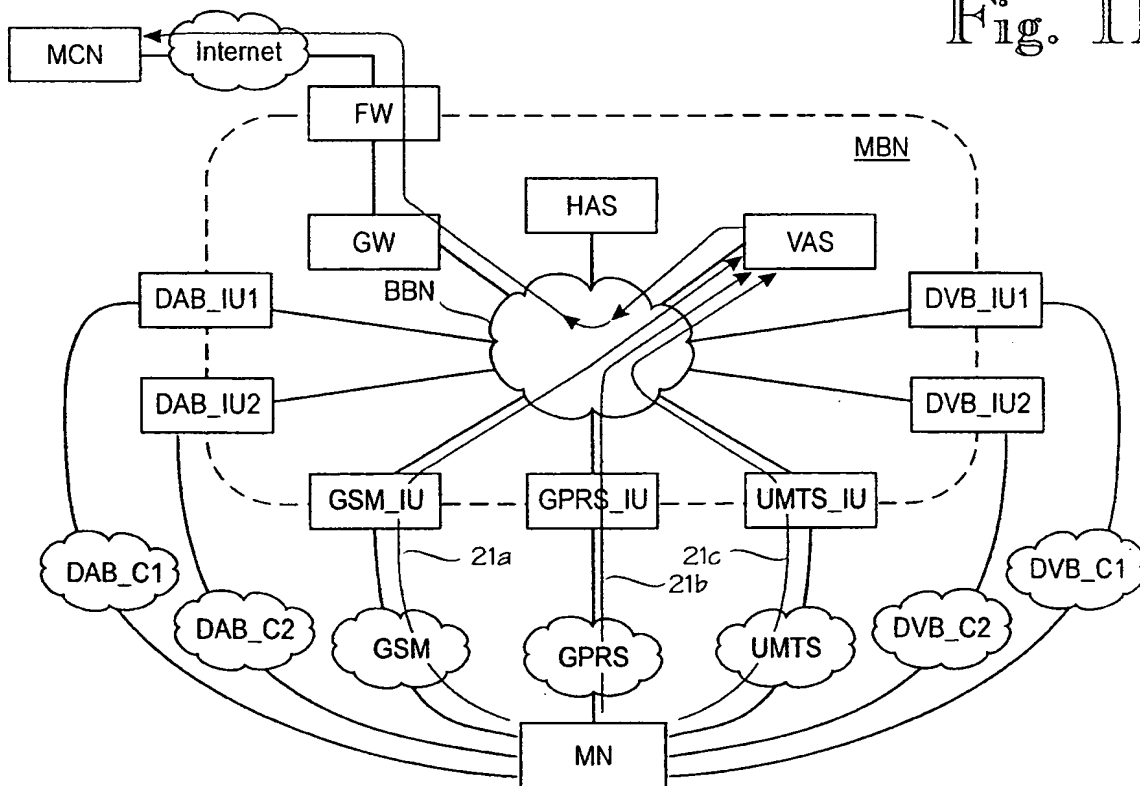 Fig. 1
MCN
Internet
FW
MBN
HAS
GW
VAS
BBN
DAB_IU1
DVB_IU1
DAB_IU2
DVB_IU2
GSM_IU
GPRS_IU
UMTS_IU
21a
21b
21c
DAB_C1
DVB_C1
DAB_C2
DVB_C2
GSM
GPRS
UMTS
MN